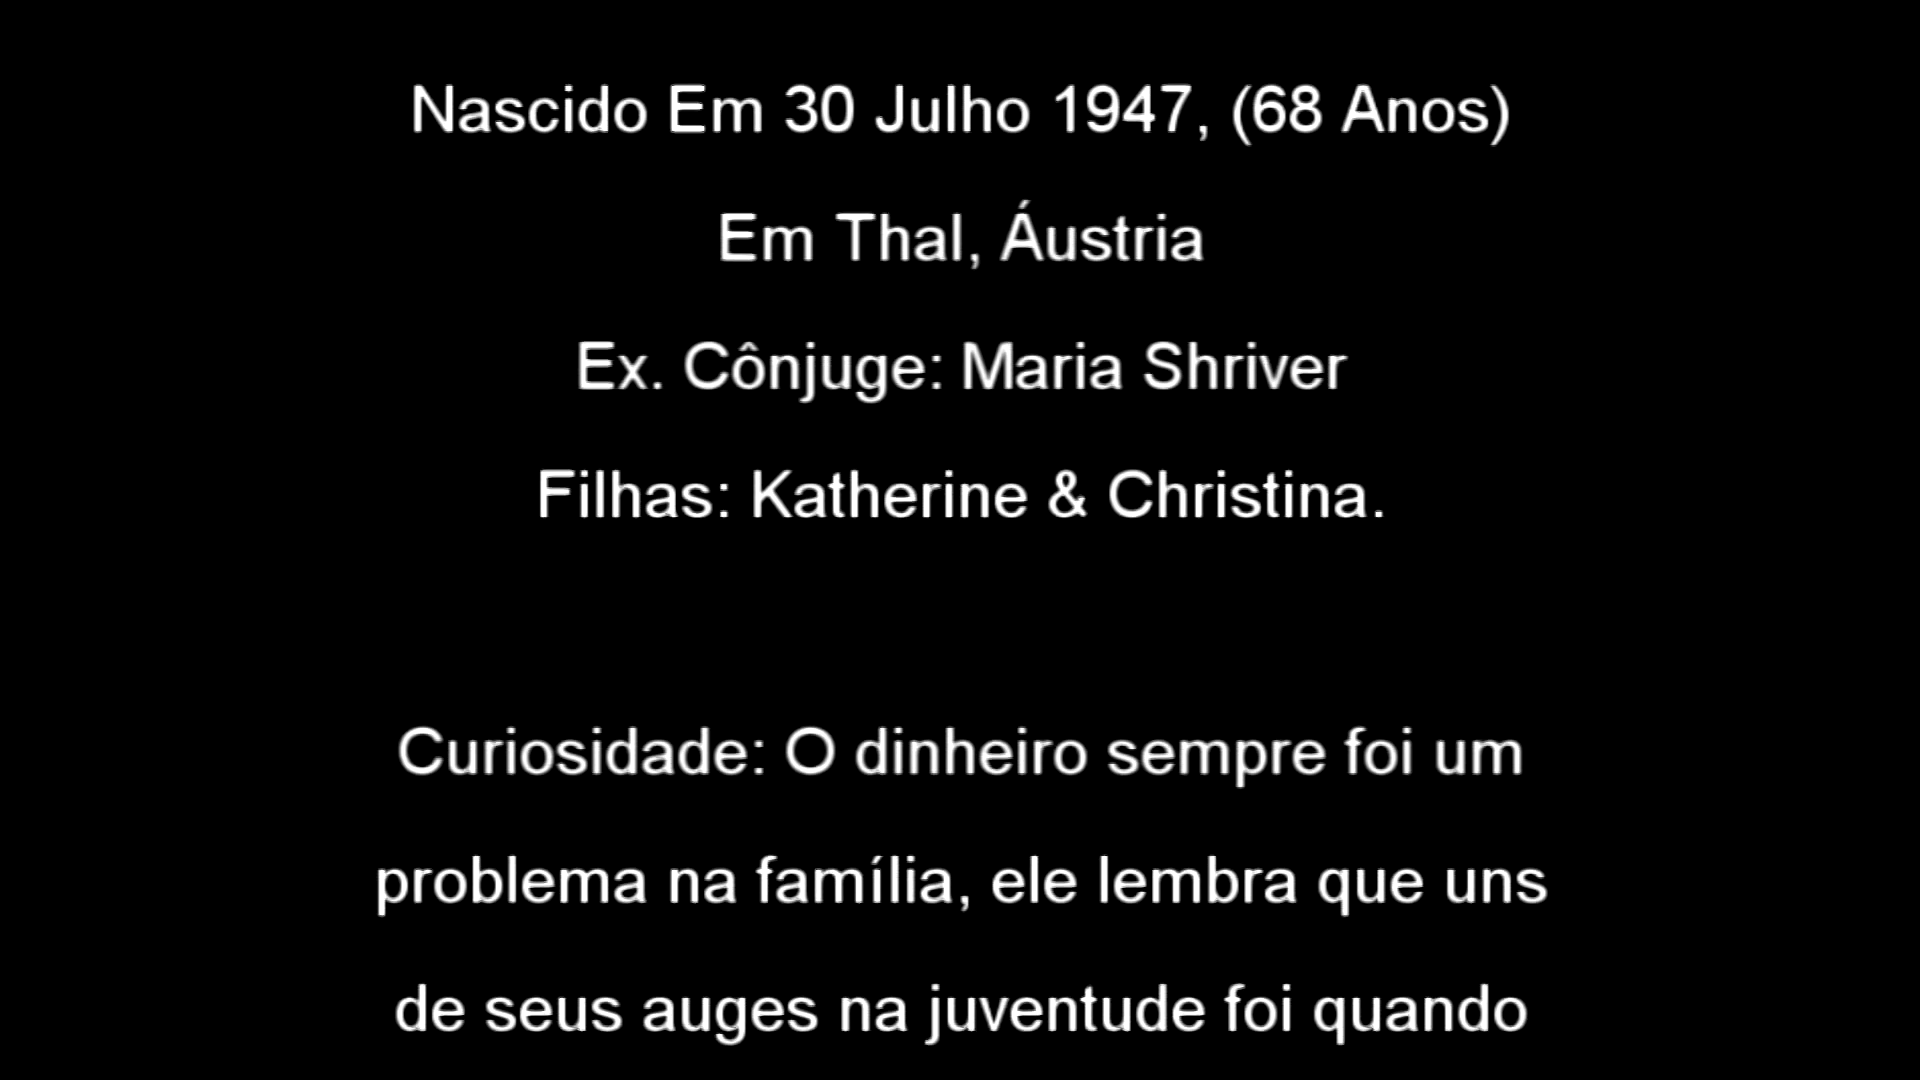 Nascido Em 30 Julho 1947, (68 Anos)
Em Thal, Áustria
Ex. Cônjuge: Maria Shriver
Filhas: Katherine & Christina.
Curiosidade: O dinheiro sempre foi um
problema na família, ele lembra que uns
de seus auges na juventude foi quando